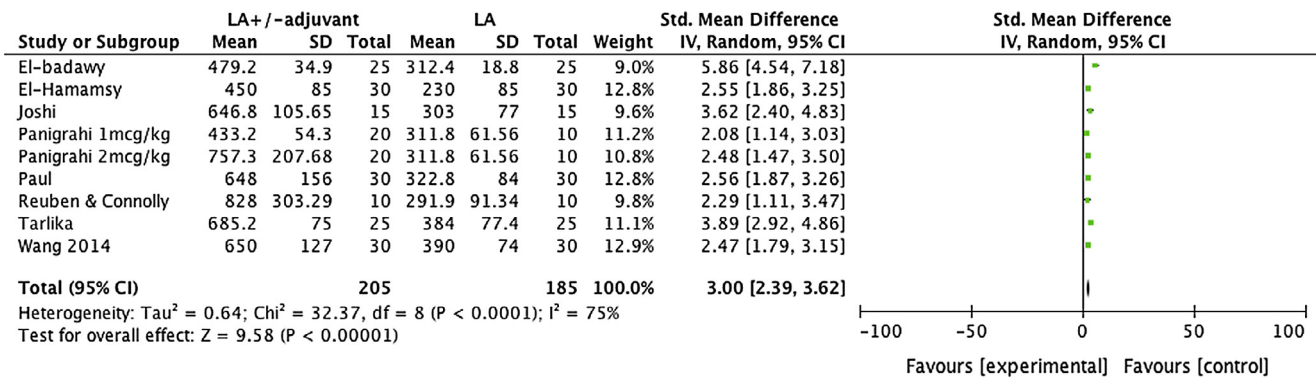 LA+/-adjuvant LA Std. Mean Difference Std. Mean Difference
Study or Subgroup Mean SD Total Mean SD Total Weight IV, Random, 95% CI IV, Random, 95% CI
El-badawy 479.2 34.9 25 312.4 18.8 25 9.0% 5.86 [4.54, 7.18]
El-Hamamsy 450 85 30 230 85 30 12.8% 2.55 [1.86, 3.25]
Joshi 646.8 105.65 15 303 77 15 9.6% 3.62 [2.40, 4.83]
Panigrahi 1mcg/kg 433.2 54.3 20 311.8 61.56 10 11.2% 2.08 [1.14, 3.03]
Panigrahi 2mcg/kg 757.3 207.68 20 311.8 61.56 10 10.8% 2.48 [1.47, 3.50]
Paul 648 156 30 322.8 84 30 12.8% 2.56 [1.87, 3.26]
Reuben & Connolly 828 303.29 10 291.9 91.34 10 9.8% 2.29 [1.11, 3.47]
Tarlika 685.2 75 25 384 77.4 25 11.1% 3.89 [2.92, 4.86]
Wang 2014 650 127 30 390 74 30 12.9% 2.47 [1.79, 3.15]
Total (95% CI) 205 185 100.0% 3.00 [2.39, 3.62]
Heterogeneity: Tau² = 0.64; Chi² = 32.37, df = 8 (P < 0.0001); I² = 75%
Test for overall effect: Z = 9.58 (P < 0.00001)
-100 -50 0 50 100
Favours [experimental] Favours [control]